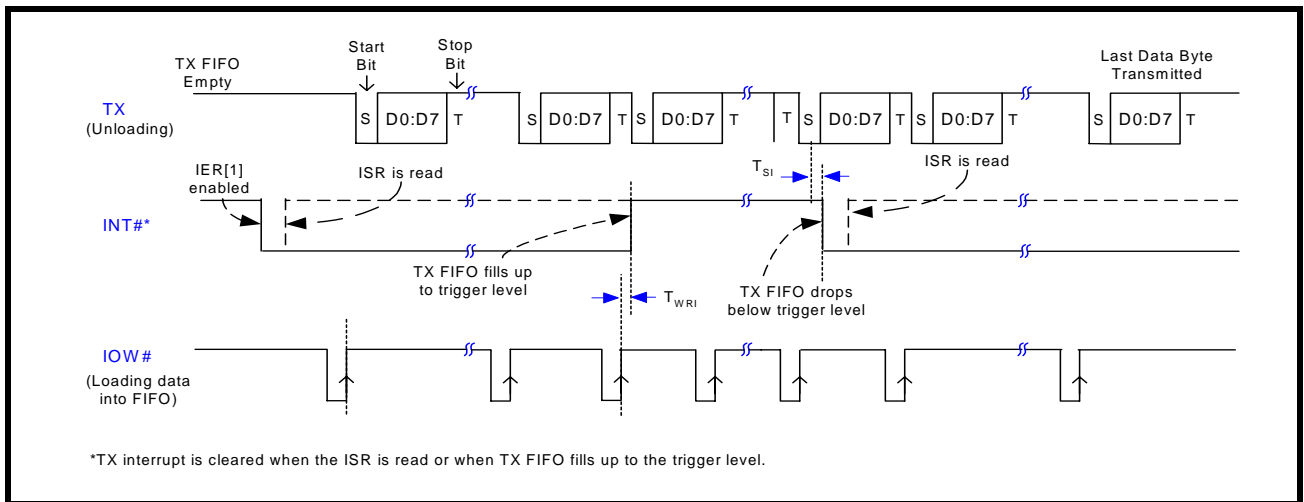 TX FIFO
Empty
Start
Bit
Stop
Bit
Last Data Byte
Transmitted
TX
(Unloading)
S D0:D7 T S D0:D7 T S D0:D7 T T S D0:D7 T S D0:D7 T S D0:D7 T
IER[1]
enabled
ISR is read
TSI
ISR is read
INT#*
TX FIFO fills up
to trigger level
TWRI
TX FIFO drops
below trigger level
IOW#
(Loading data
into FIFO)
*TX interrupt is cleared when the ISR is read or when TX FIFO fills up to the trigger level.